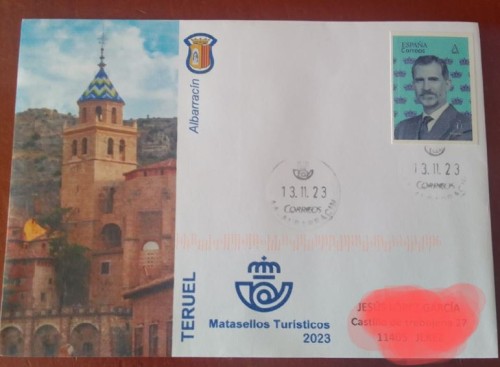 Albarracín
ESPAÑA
Correos
A
13.11.23
CORREOS
13.11.23
CORREOS
TERUEL
Matasellos Turísticos
2023